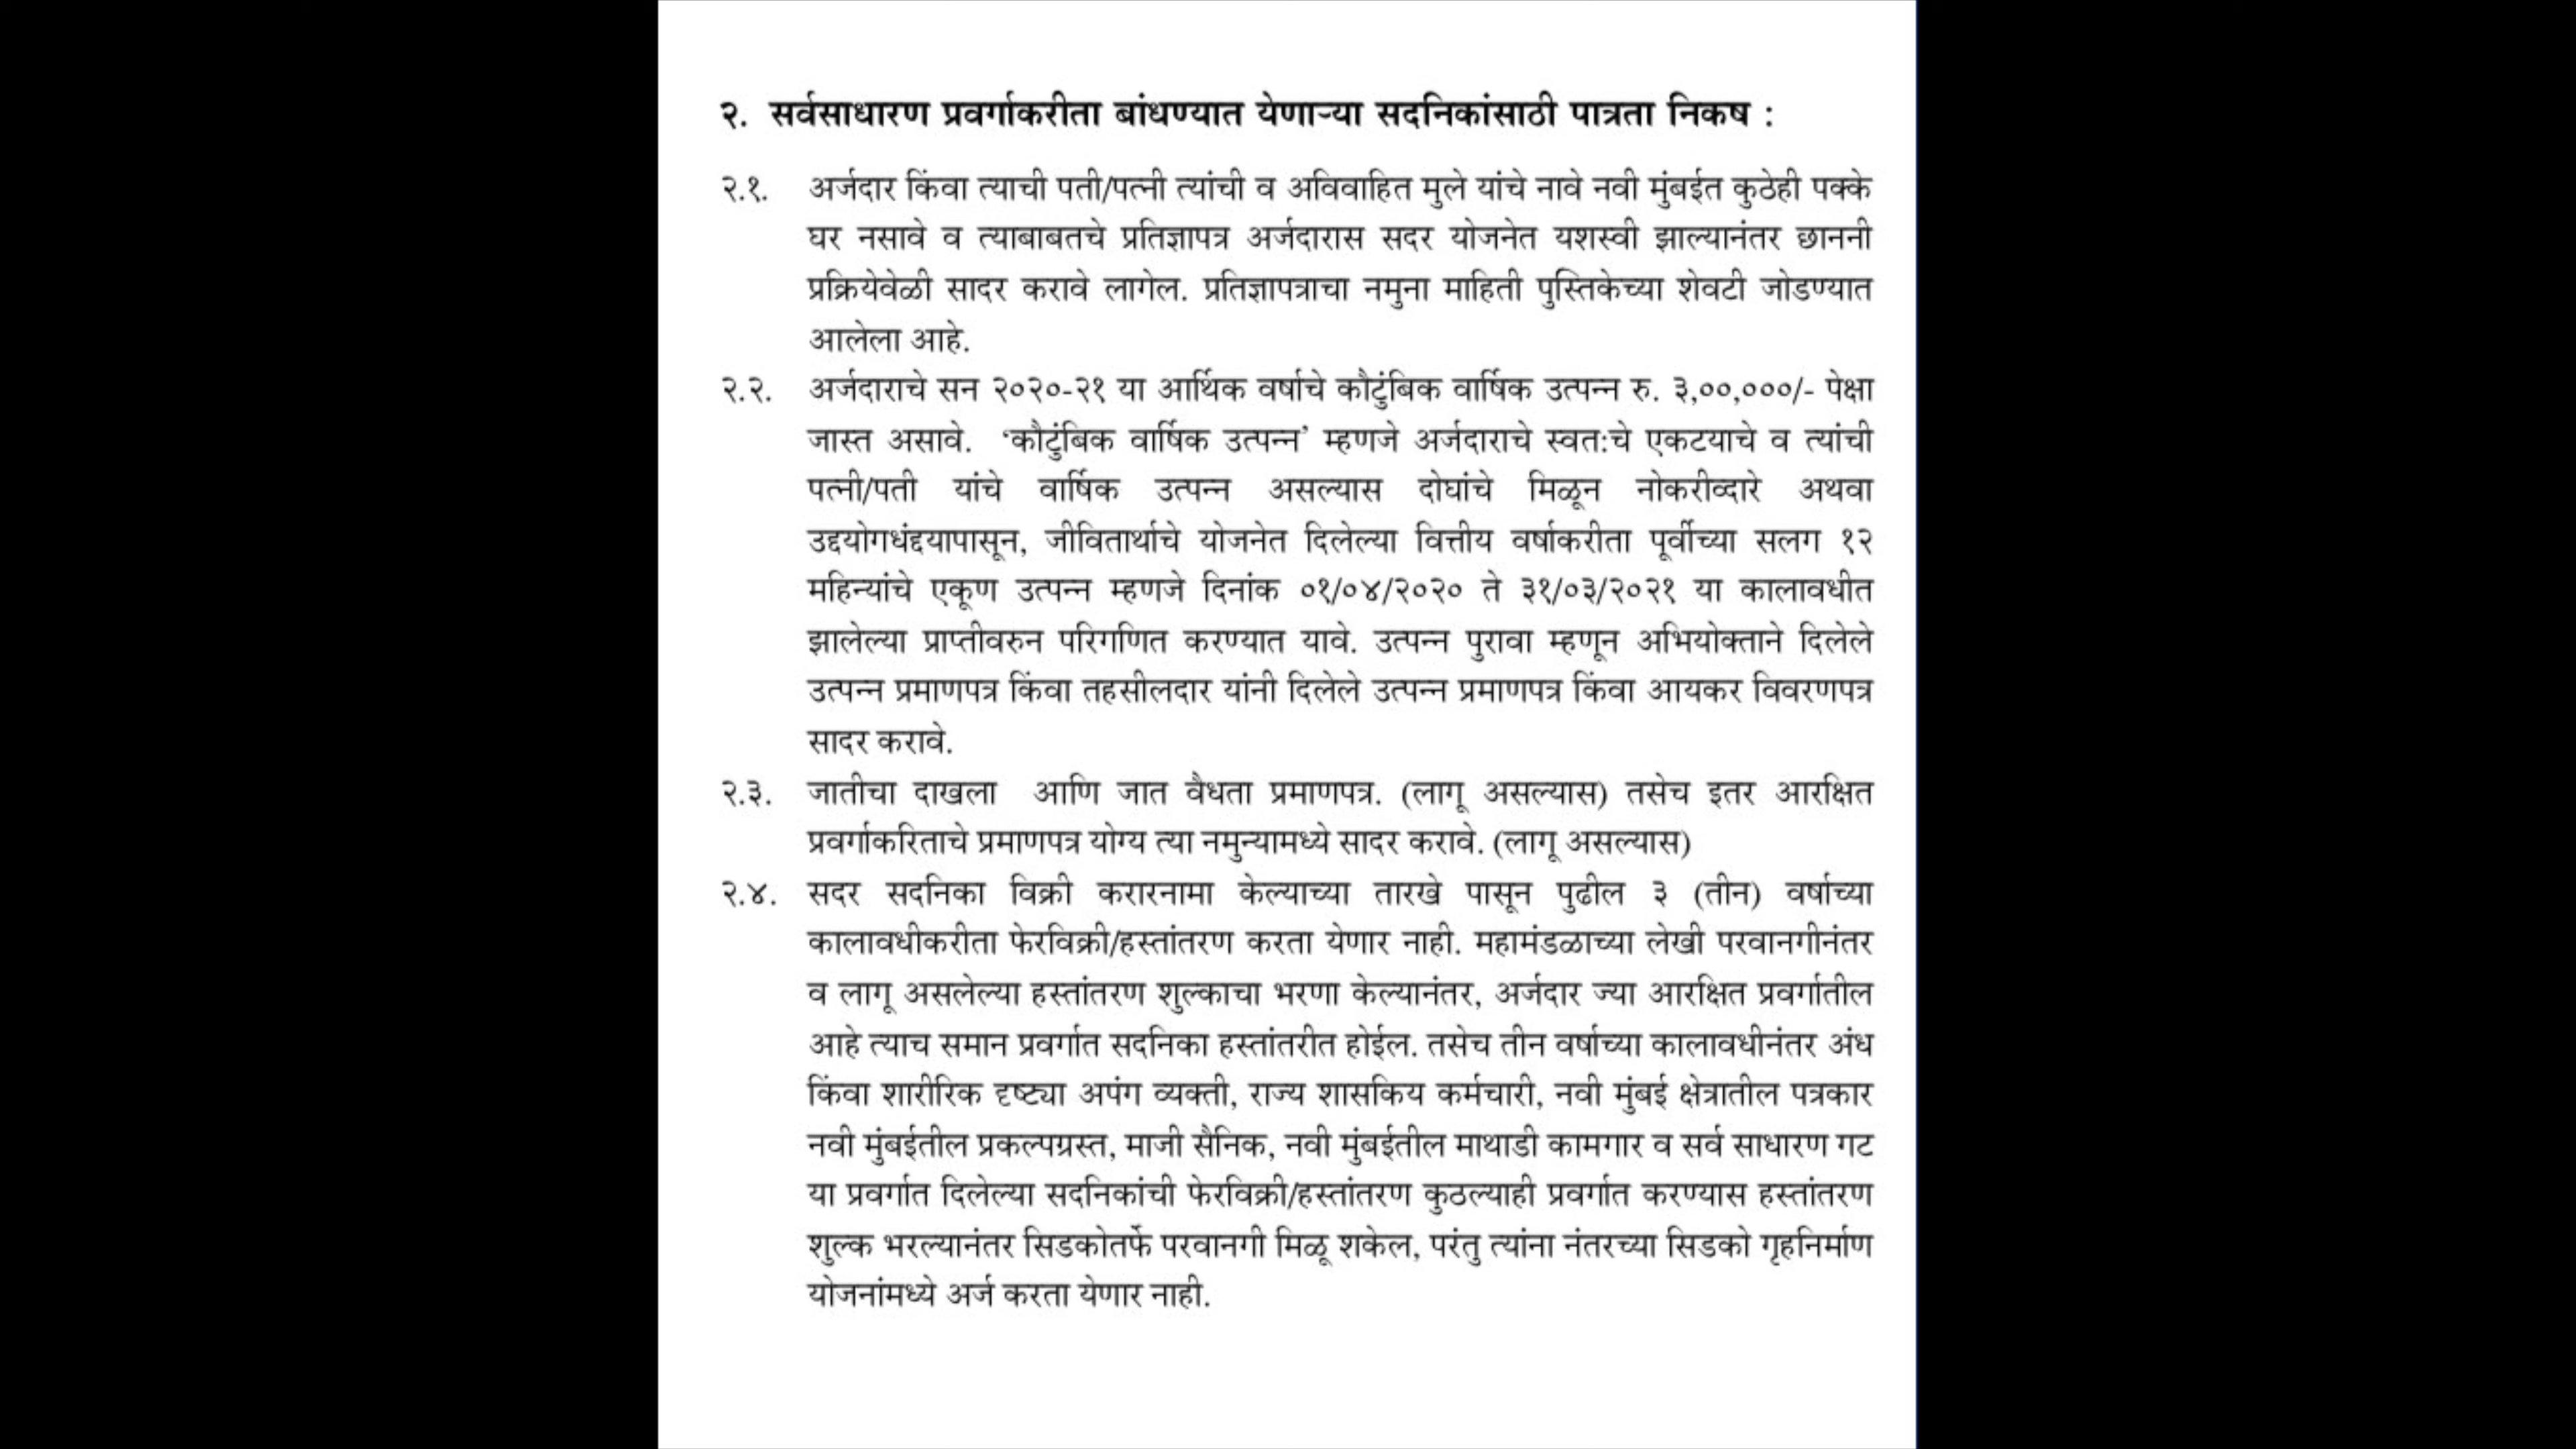 २. सर्वसाधारण प्रवर्गाकरीता बांधण्यात येणाऱ्या सदनिकांसाठी पात्रता निकष :
२.१. अर्जदार किंवा त्याची पती/पत्नी त्यांची व अविवाहित मुले यांचे नावे नवी मुंबईत कुठेही पक्के
घर नसावे व त्याबाबतचे प्रतिज्ञापत्र अर्जदारास सदर योजनेत यशस्वी झाल्यानंतर छाननी
प्रक्रियेवेळी सादर करावे लागेल. प्रतिज्ञापत्राचा नमुना माहिती पुस्तिकेच्या शेवटी जोडण्यात
आलेला आहे.
२.२. अर्जदाराचे सन २०२०-२१ या आर्थिक वर्षाचे कौटुंबिक वार्षिक उत्पन्न रु. ३,००,०००/- पेक्षा
जास्त असावे. ‘कौटुंबिक वार्षिक उत्पन्न’ म्हणजे अर्जदाराचे स्वत:चे एकटयाचे व त्यांची
पत्नी/पती यांचे वार्षिक उत्पन्न असल्यास दोघांचे मिळून नोकरीव्दारे अथवा
उद्दयोगधंद्दयापासून, जीवितार्थाचे योजनेत दिलेल्या वित्तीय वर्षाकरीता पूर्वीच्या सलग १२
महिन्यांचे एकूण उत्पन्न म्हणजे दिनांक ०१/०४/२०२० ते ३१/०३/२०२१ या कालावधीत
झालेल्या प्राप्तीवरुन परिगणित करण्यात यावे. उत्पन्न पुरावा म्हणून अभियोक्ताने दिलेले
उत्पन्न प्रमाणपत्र किंवा तहसीलदार यांनी दिलेले उत्पन्न प्रमाणपत्र किंवा आयकर विवरणपत्र
सादर करावे.
२.३. जातीचा दाखला आणि जात वैधता प्रमाणपत्र. (लागू असल्यास) तसेच इतर आरक्षित
प्रवर्गाकरिताचे प्रमाणपत्र योग्य त्या नमुन्यामध्ये सादर करावे. (लागू असल्यास)
२.४. सदर सदनिका विक्री करारनामा केल्याच्या तारखे पासून पुढील ३ (तीन) वर्षाच्या
कालावधीकरीता फेरविक्री/हस्तांतरण करता येणार नाही. महामंडळाच्या लेखी परवानगीनंतर
व लागू असलेल्या हस्तांतरण शुल्काचा भरणा केल्यानंतर, अर्जदार ज्या आरक्षित प्रवर्गातील
आहे त्याच समान प्रवर्गात सदनिका हस्तांतरीत होईल. तसेच तीन वर्षाच्या कालावधीनंतर अंध
किंवा शारीरिक दृष्ट्या अपंग व्यक्ती, राज्य शासकिय कर्मचारी, नवी मुंबई क्षेत्रातील पत्रकार
नवी मुंबईतील प्रकल्पग्रस्त, माजी सैनिक, नवी मुंबईतील माथाडी कामगार व सर्व साधारण गट
या प्रवर्गात दिलेल्या सदनिकांची फेरविक्री/हस्तांतरण कुठल्याही प्रवर्गात करण्यास हस्तांतरण
शुल्क भरल्यानंतर सिडकोतर्फे परवानगी मिळू शकेल, परंतु त्यांना नंतरच्या सिडको गृहनिर्माण
योजनांमध्ये अर्ज करता येणार नाही.